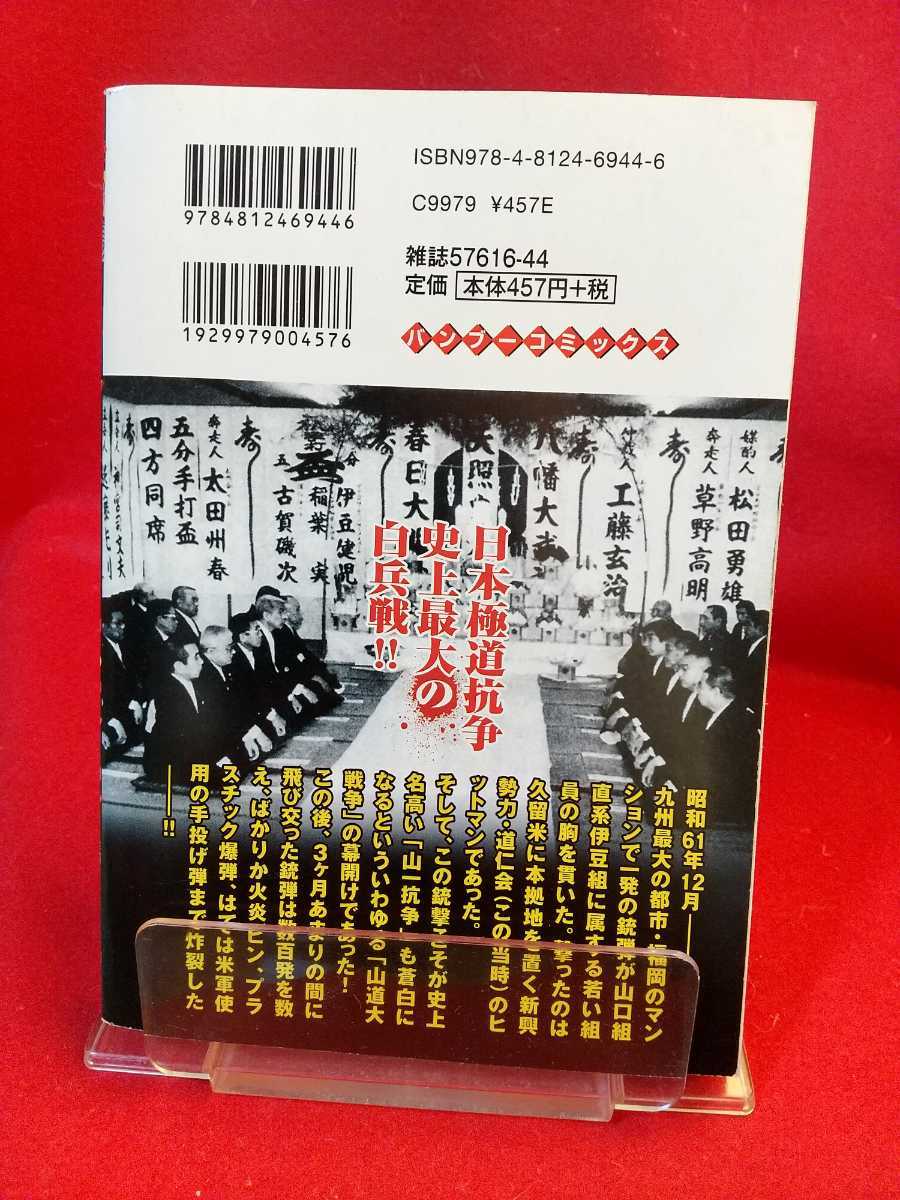 ISBN978-4-8124-6944-6
9784812469446
C9979 ¥457E
雑誌57616-44
定価 本体457円+税
1929979004576
バンブーコミックス
媒酌人 松田勇雄
奔走人 草野高明
寿
工藤玄治
寿
八幡大
天照
春日大
寿
伊豆健児
稲葉実
五 古賀磯次
寿
奔走人 太田州春
五分手打盃
四方同席
日本極道抗争
史上最大の
白兵戦!!
昭和61年12月――
九州最大の都市・福岡のマン
ションで一発の銃弾が山口組
直系伊豆組に属する若い組
員の胸を貫いた。撃ったのは
久留米に本拠地を置く新興
勢力・道仁会(この当時)のヒ
ットマンであった。
そして、この銃撃こそが史上
名高い「山一抗争」も蒼白に
なるといういわゆる「山道大
戦争」の幕開けであった!
この後、3ヶ月あまりの間に
飛び交った銃弾は数百発を数
え、ばかりか火炎ビン、プラ
スチック爆弾、はては米軍使
用の手投げ弾まで炸裂した
――!!